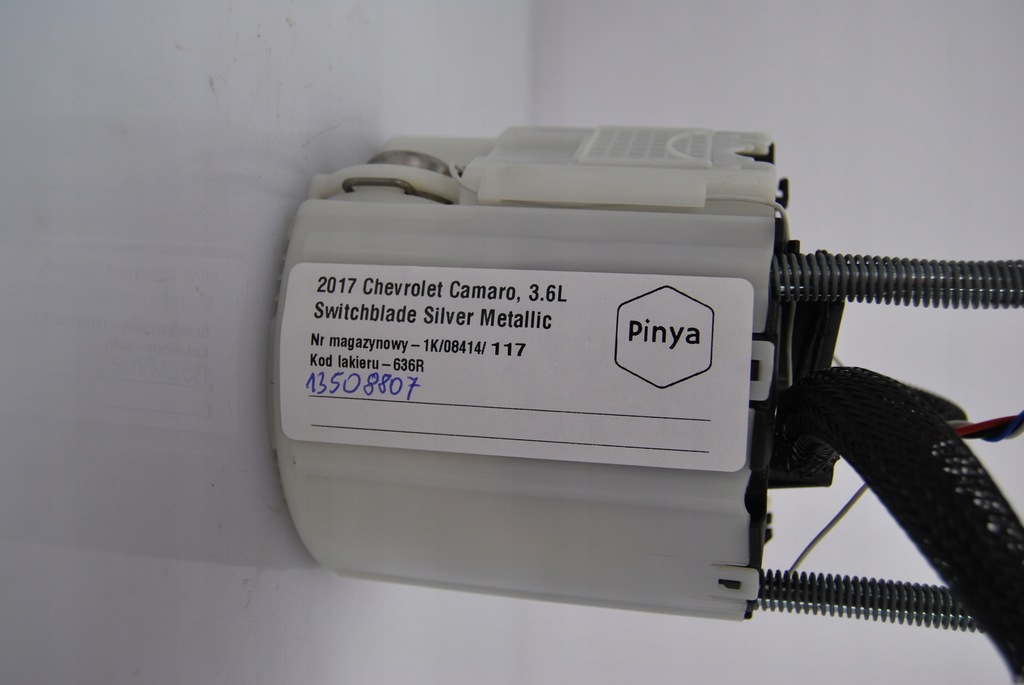 2017 Chevrolet Camaro, 3.6L
Switchblade Silver Metallic
Nr magazynowy – 1K/08414/ 117
Kod lakieru – 636R
13508807
Pinya